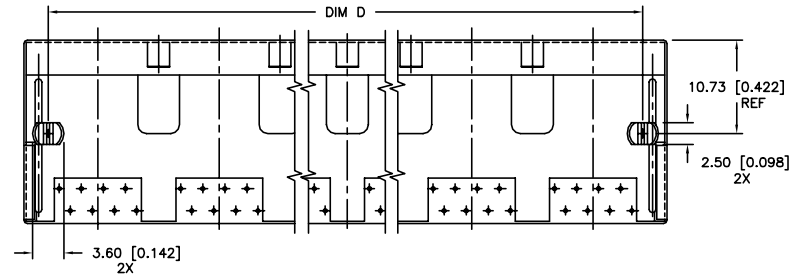 DIM D
10.73 [0.422]
REF
2.50 [0.098]
2X
3.60 [0.142]
2X